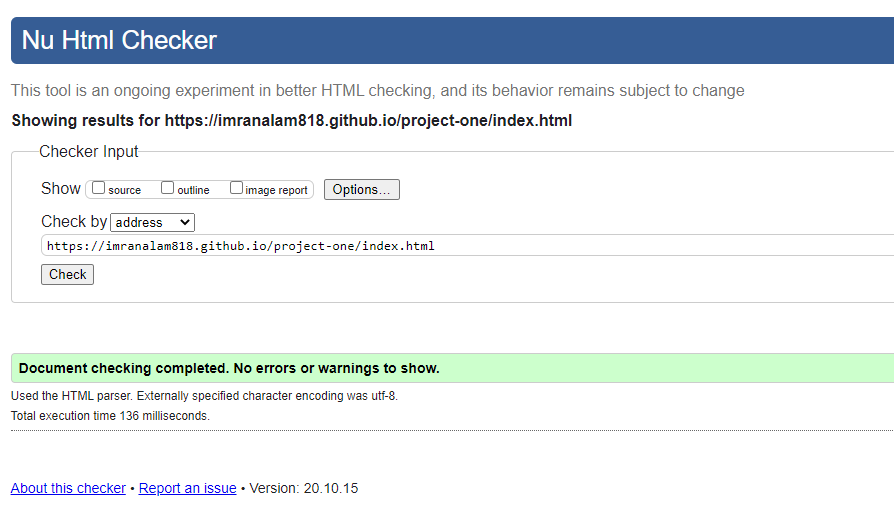 Nu Html Checker
This tool is an ongoing experiment in better HTML checking, and its behavior remains subject to change
Showing results for https://imranalam818.github.io/project-one/index.html
Checker Input
Show source outline image report Options...
Check by address
https://imranalam818.github.io/project-one/index.html
Check
Document checking completed. No errors or warnings to show.
Used the HTML parser. Externally specified character encoding was utf-8.
Total execution time 136 milliseconds.
About this checker • Report an issue • Version: 20.10.15